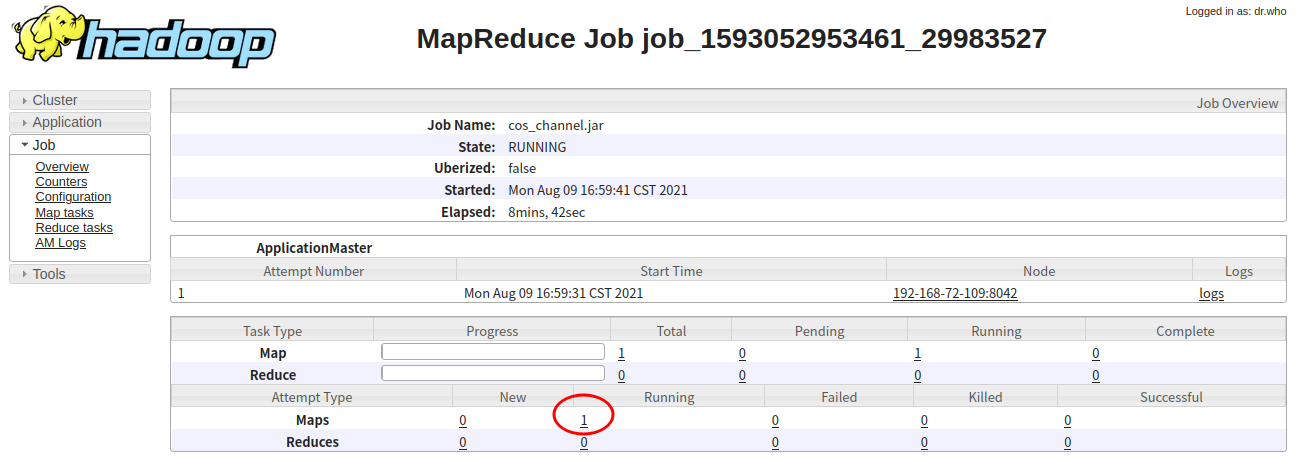 Logged in as: dr.who
hadoop
MapReduce Job job_1593052953461_29983527
Cluster
Application
Job
Overview
Counters
Configuration
Map tasks
Reduce tasks
AM Logs
Tools
Job Overview
Job Name: cos_channel.jar
State: RUNNING
Uberized: false
Started: Mon Aug 09 16:59:41 CST 2021
Elapsed: 8mins, 42sec
ApplicationMaster
Attempt Number Start Time Node Logs
1 Mon Aug 09 16:59:31 CST 2021 192-168-72-109:8042 logs
Task Type Progress Total Pending Running Complete
Map 1 0 1 0
Reduce 0 0 0 0
Attempt Type New Running Failed Killed Successful
Maps 0 1 0 0 0
Reduces 0 0 0 0 0